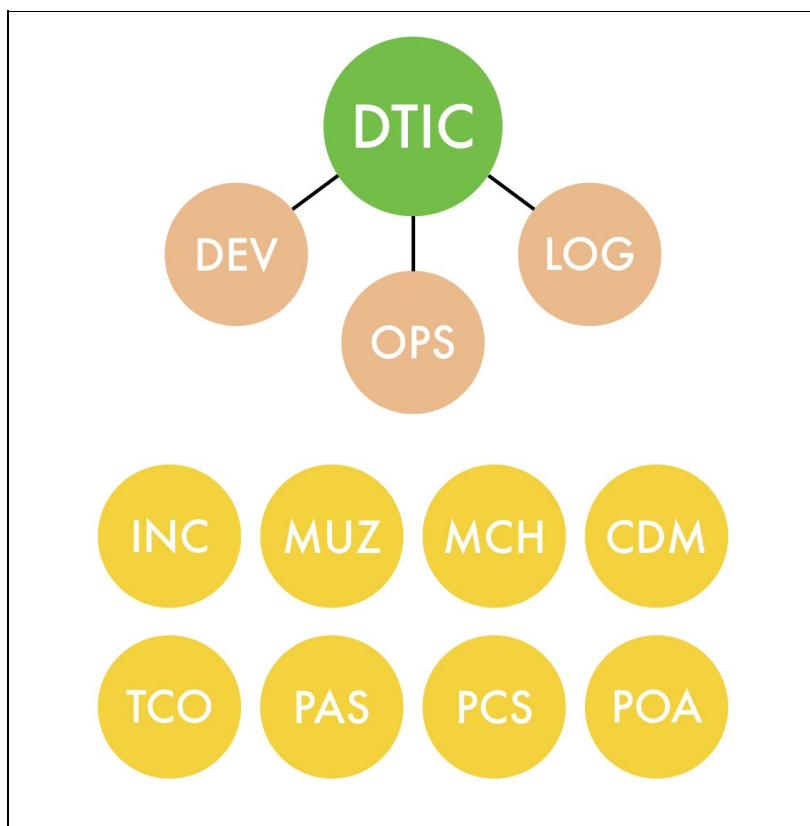 DTIC
DEV
LOG
OPS
INC
MUZ
MCH
CDM
TCO
PAS
PCS
POA